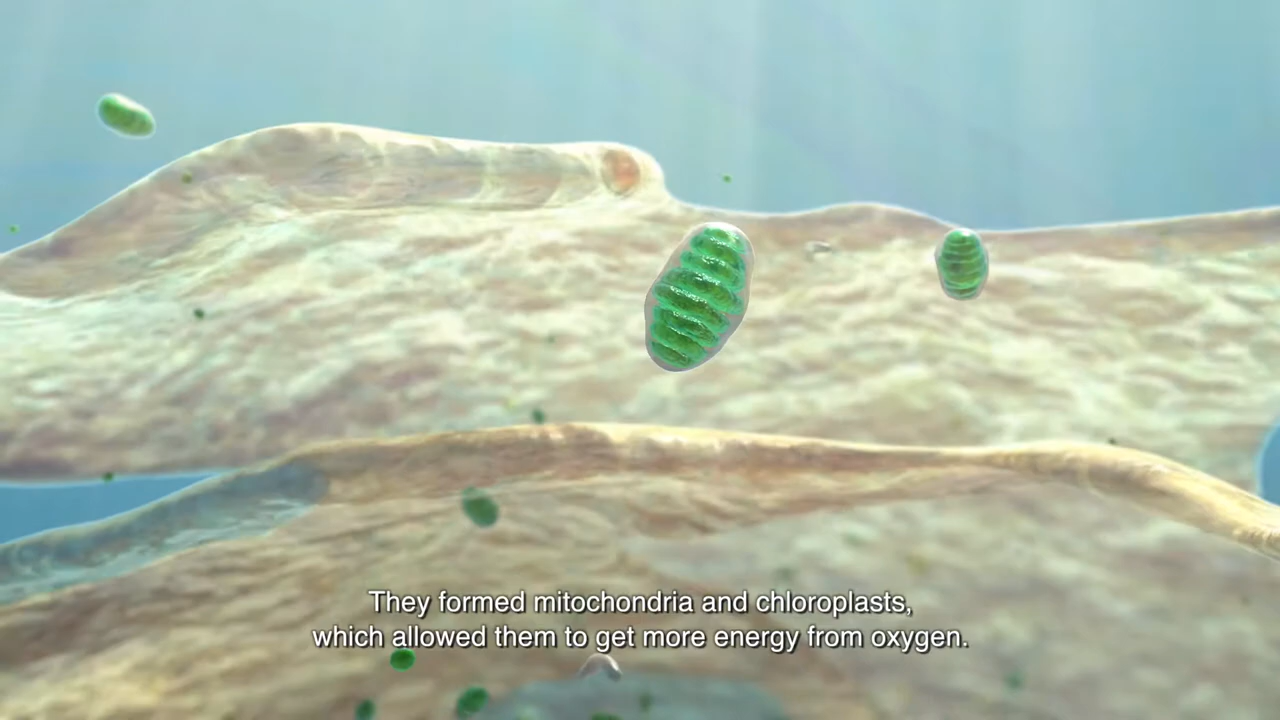 They formed mitochondria and chloroplasts,
which allowed them to get more energy from oxygen.